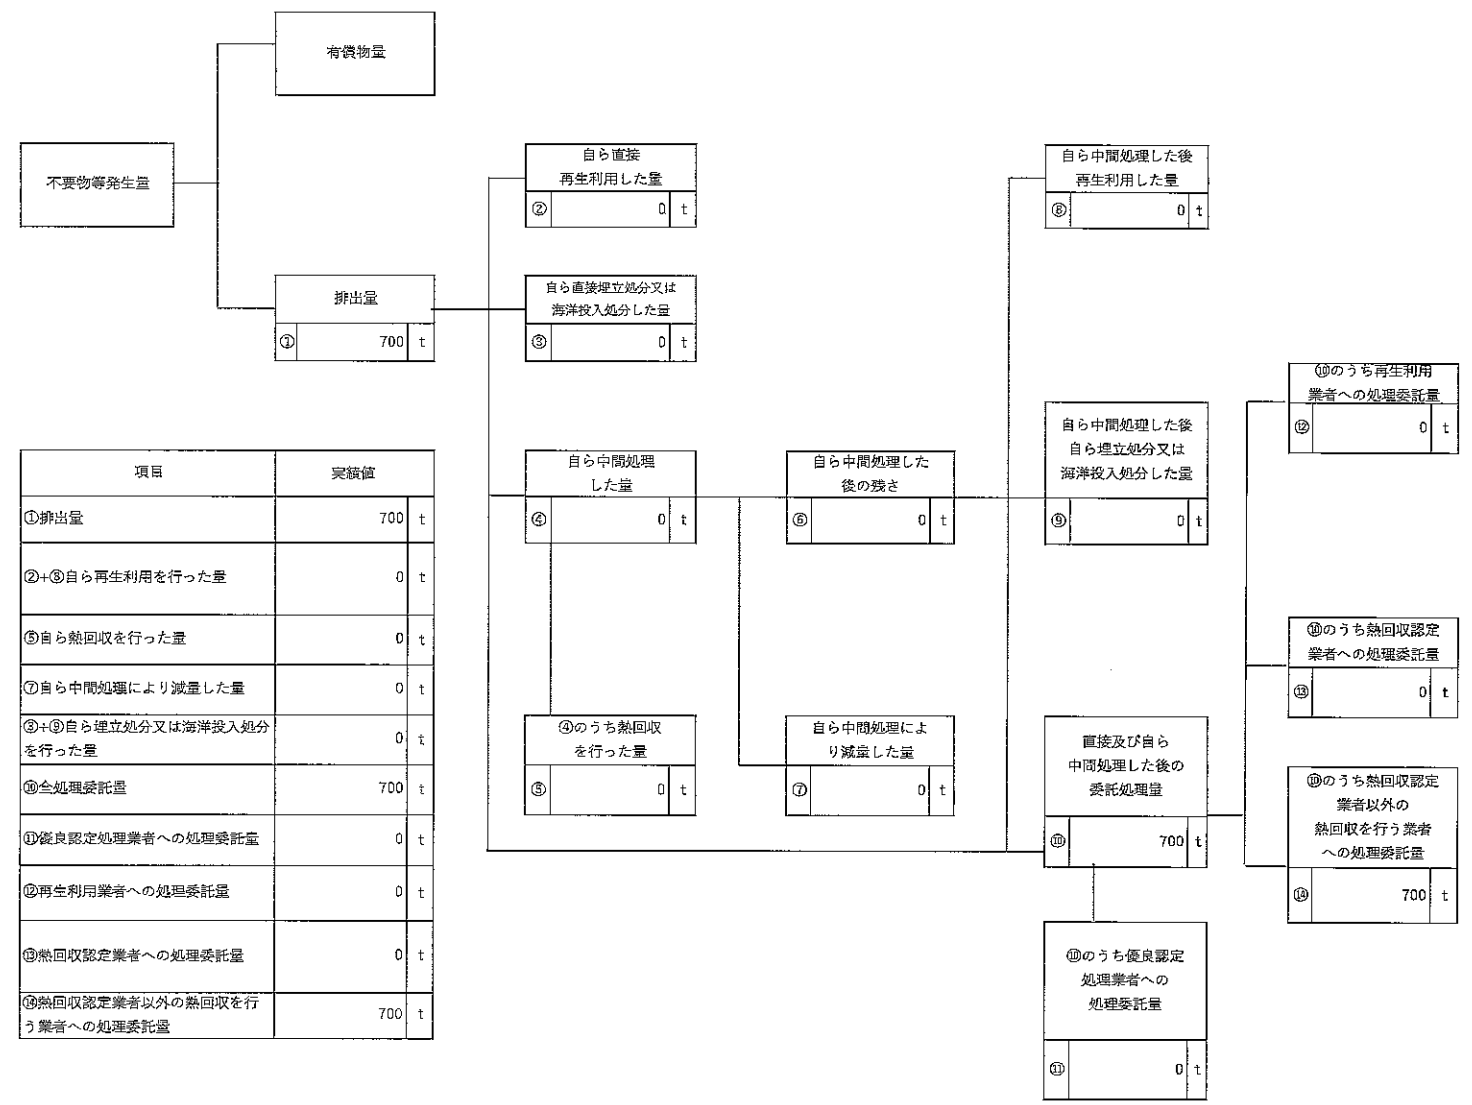 有償物量
不要物等発生量
排出量
① 700 t
自ら直接
再生利用した量
② 0 t
自ら直接埋立処分又は
海洋投入処分した量
③ 0 t
自ら中間処理
した量
④ 0 t
④のうち熱回収
を行った量
⑤ 0 t
自ら中間処理した
後の残さ
⑥ 0 t
自ら中間処理によ
り減量した量
⑦ 0 t
自ら中間処理した後
再生利用した量
⑧ 0 t
自ら中間処理した後
自ら埋立処分又は
海洋投入処分した量
⑨ 0 t
直接及び自ら
中間処理した後の
委託処理量
⑩ 700 t
⑩のうち優良認定
処理業者への
処理委託量
⑪ 0 t
⑩のうち再生利用
業者への処理委託量
⑫ 0 t
⑩のうち熱回収認定
業者への処理委託量
⑬ 0 t
⑩のうち熱回収認定
業者以外の
熱回収を行う業者
への処理委託量
⑭ 700 t
項目 実績値
①排出量 700 t
②+⑧自ら再生利用を行った量 0 t
⑤自ら熱回収を行った量 0 t
⑦自ら中間処理により減量した量 0 t
③+⑨自ら埋立処分又は海洋投入処分
を行った量 0 t
⑩全処理委託量 700 t
⑪優良認定処理業者への処理委託量 0 t
⑫再生利用業者への処理委託量 0 t
⑬熱回収認定業者への処理委託量 0 t
⑭熱回収認定業者以外の熱回収を行
う業者への処理委託量 700 t